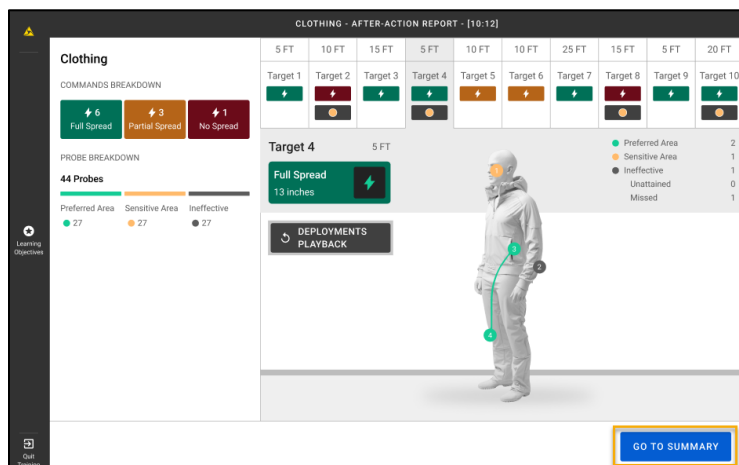 CLOTHING - AFTER-ACTION REPORT - [10:12]
Learning
Objectives
Quit
Training
Clothing
COMMANDS BREAKDOWN
6
Full Spread
3
Partial Spread
1
No Spread
PROBE BREAKDOWN
44 Probes
Preferred Area Sensitive Area Ineffective
27 27 27
5 FT 10 FT 15 FT 5 FT 10 FT 10 FT 25 FT 15 FT 5 FT 20 FT
Target 1 Target 2 Target 3 Target 4 Target 5 Target 6 Target 7 Target 8 Target 9 Target 10
Target 4 5 FT
Full Spread
13 inches
DEPLOYMENTS
PLAYBACK
1
3
2
4
Preferred Area 2
Sensitive Area 1
Ineffective 1
Unattained 0
Missed 1
GO TO SUMMARY